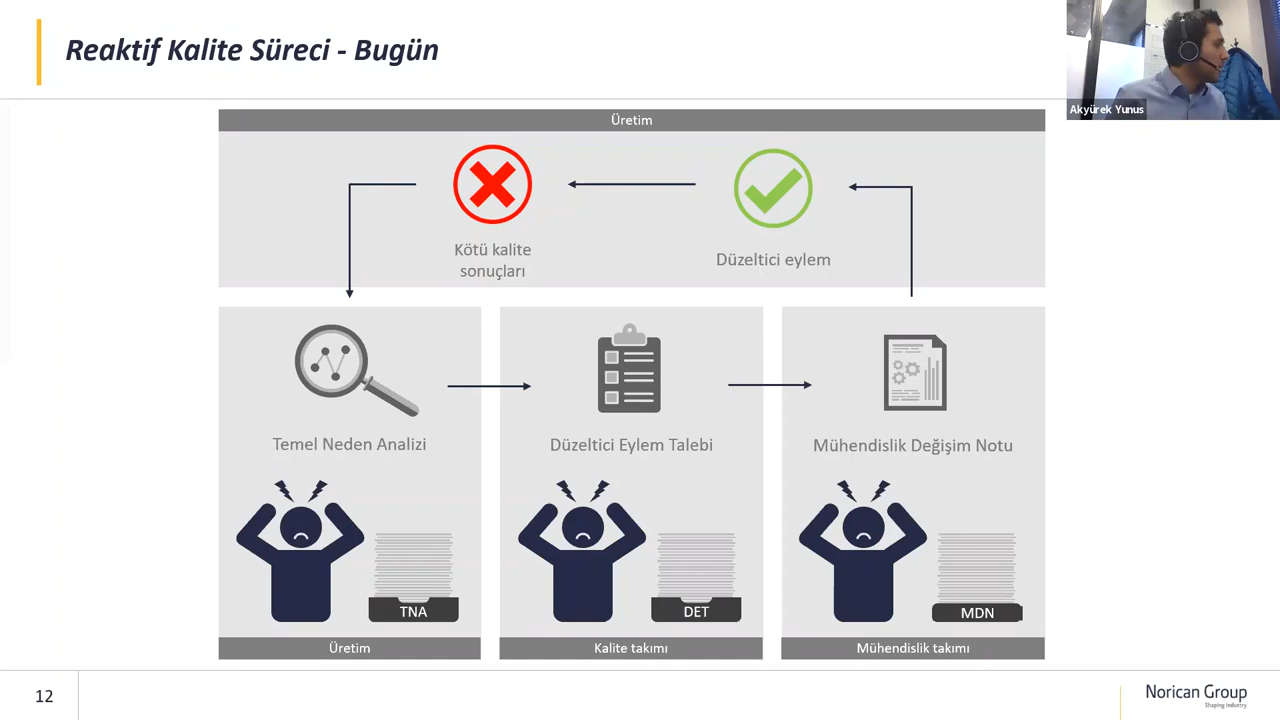 Reaktif Kalite Süreci - Bugün
Akyürek Yunus
Üretim
Kötü kalite
sonuçları
Düzeltici eylem
Temel Neden Analizi
Düzeltici Eylem Talebi
Mühendislik Değişim Notu
TNA
DET
MDN
Üretim
Kalite takımı
Mühendislik takımı
12
Norican Group
Shaping Industry